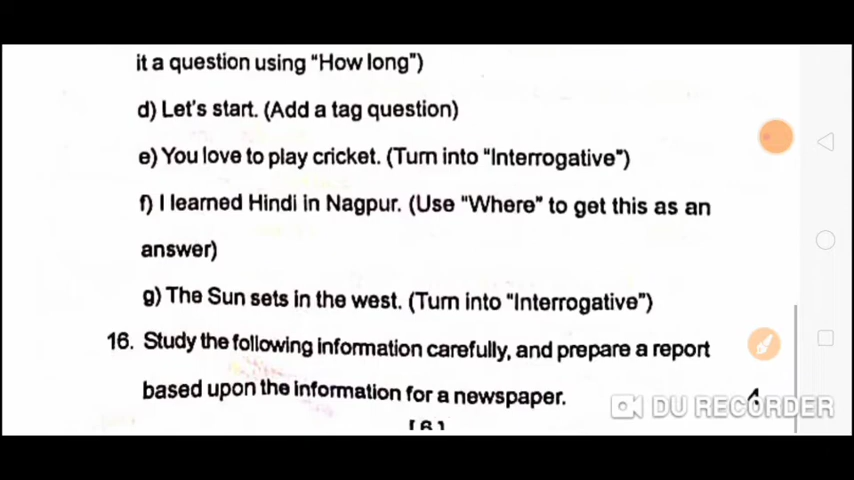 it a question using “How long”)
d) Let's start. (Add a tag question)
e) You love to play cricket. (Turn into “Interrogative”)
f) I learned Hindi in Nagpur. (Use “Where” to get this as an
answer)
g) The Sun sets in the west. (Turn into “Interrogative”)
16. Study the following information carefully, and prepare a report
based upon the information for a newspaper.
DU RECORDER
[6]